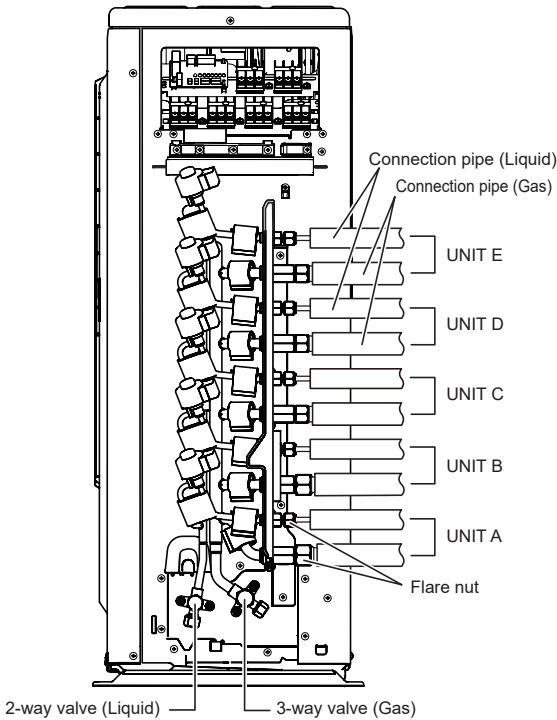 Connection pipe (Liquid)
Connection pipe (Gas)
UNIT E
UNIT D
UNIT C
UNIT B
UNIT A
Flare nut
2-way valve (Liquid)
3-way valve (Gas)